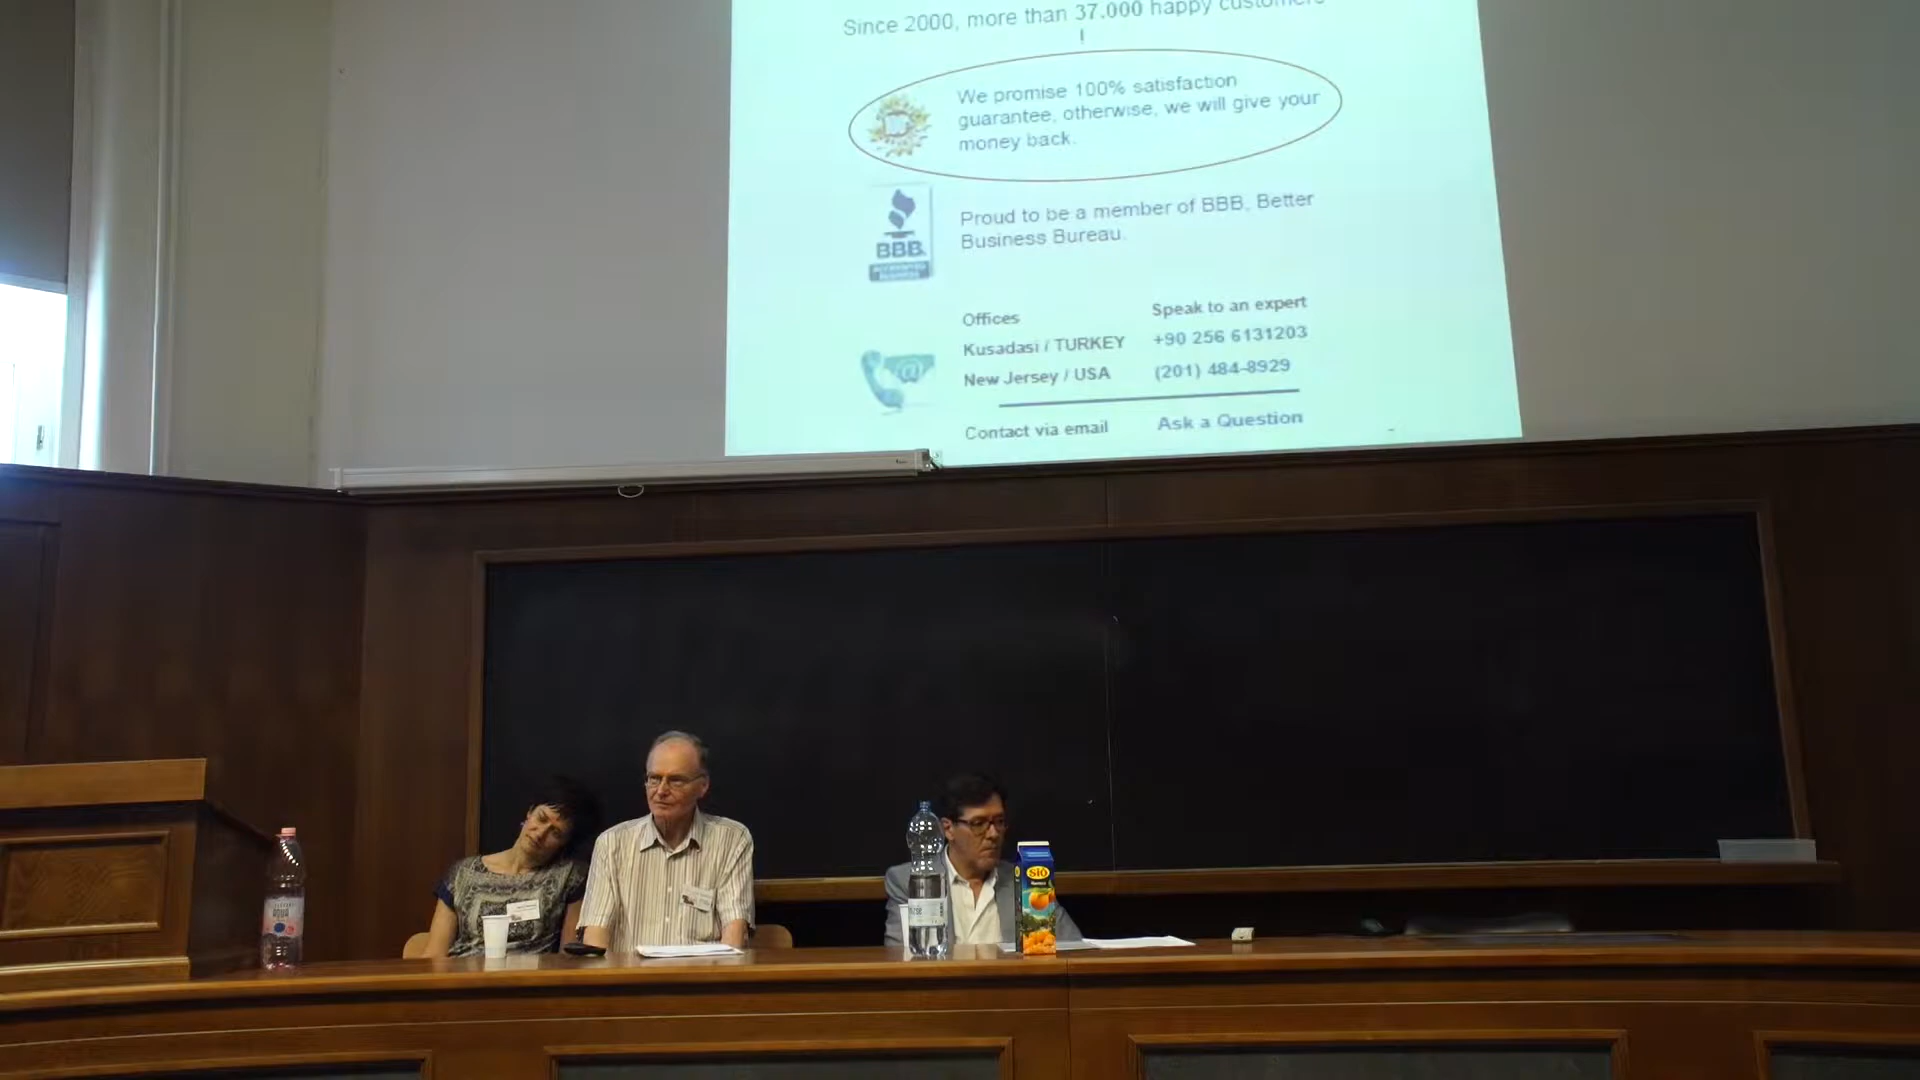 Since 2000, more than 37.000 happy customers
!
We promise 100% satisfaction
guarantee, otherwise, we will give your
money back.
BBB.
ACCREDITED
BUSINESS
Proud to be a member of BBB, Better
Business Bureau.
Offices
Speak to an expert
Kusadasi / TURKEY
+90 256 6131203
New Jersey / USA
(201) 484-8929
Contact via email
Ask a Question
@
sió